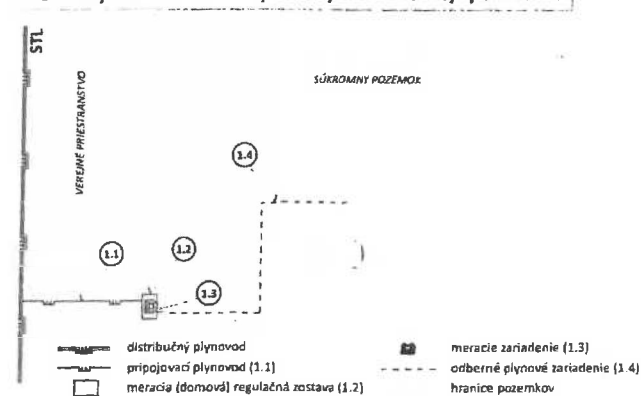 STL
VEREJNÉ PRIESTRANSTVO
SÚKROMNÝ POZEMOK
1.4
1.1
1.2
1.3
distribučný plynovod
pripojovací plynovod (1.1)
meracia (domová) regulačná zostava (1.2)
meracie zariadenie (1.3)
odberné plynové zariadenie (1.4)
hranice pozemkov